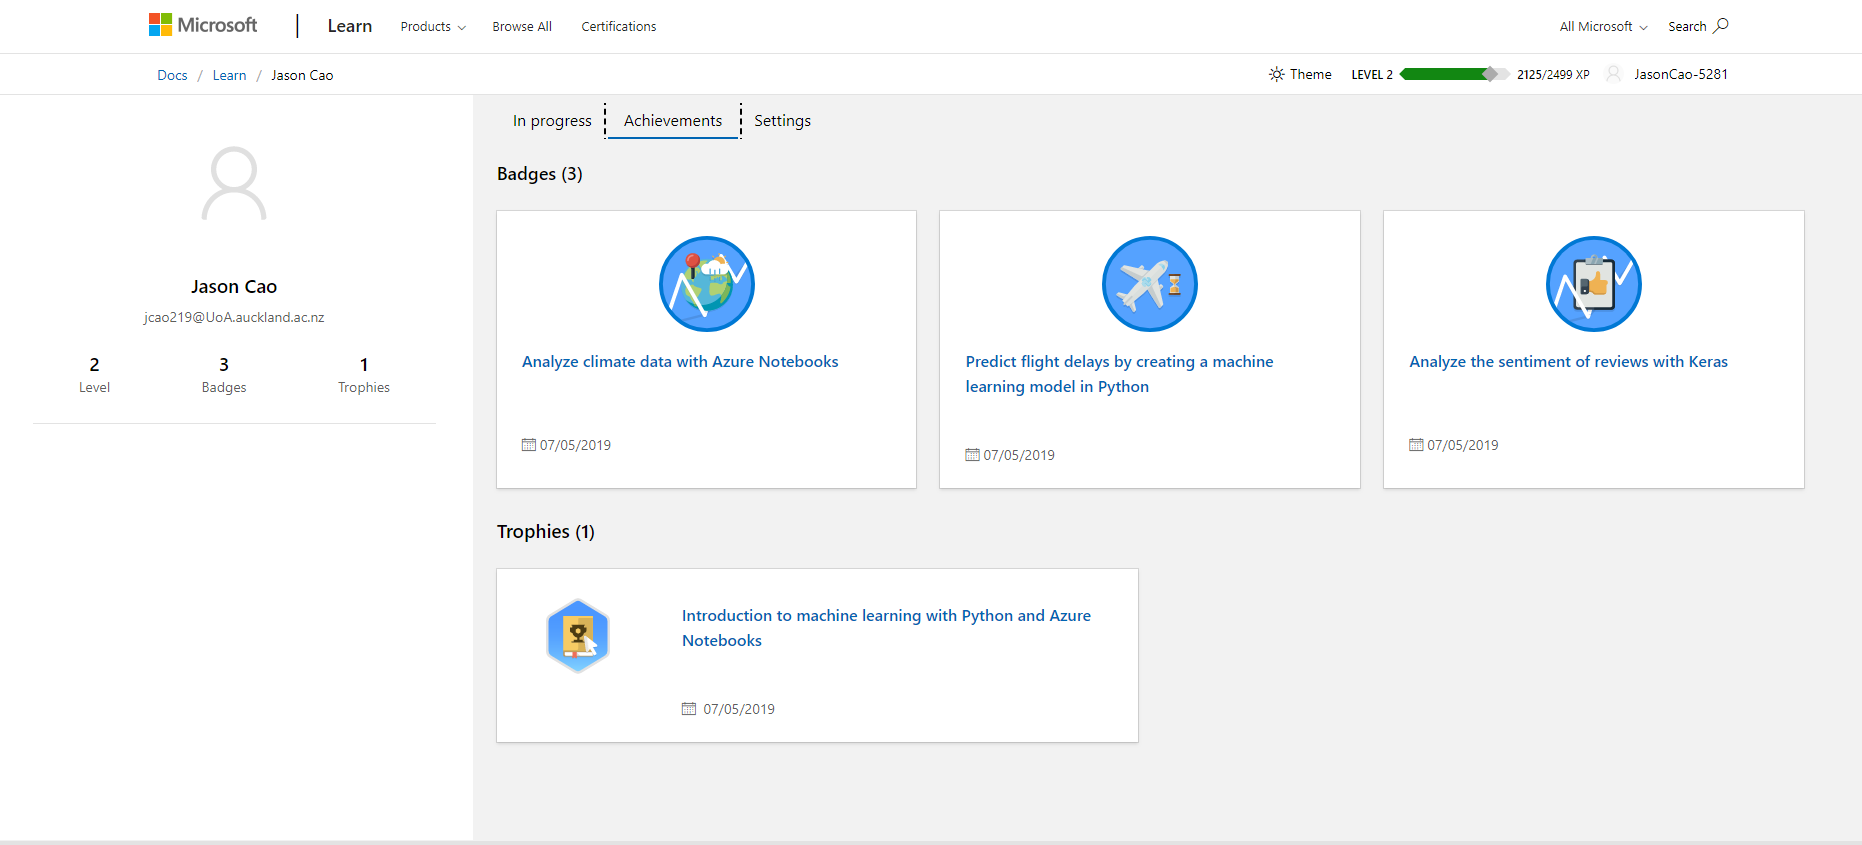 Microsoft | Learn Products Browse All Certifications All Microsoft Search
Docs / Learn / Jason Cao Theme LEVEL 2 2125/2499 XP JasonCao-5281
In progress Achievements Settings
Jason Cao
jcao219@UoA.auckland.ac.nz
2 3 1
Level Badges Trophies
Badges (3)
Analyze climate data with Azure Notebooks
07/05/2019
Predict flight delays by creating a machine
learning model in Python
07/05/2019
Analyze the sentiment of reviews with Keras
07/05/2019
Trophies (1)
Introduction to machine learning with Python and Azure
Notebooks
07/05/2019